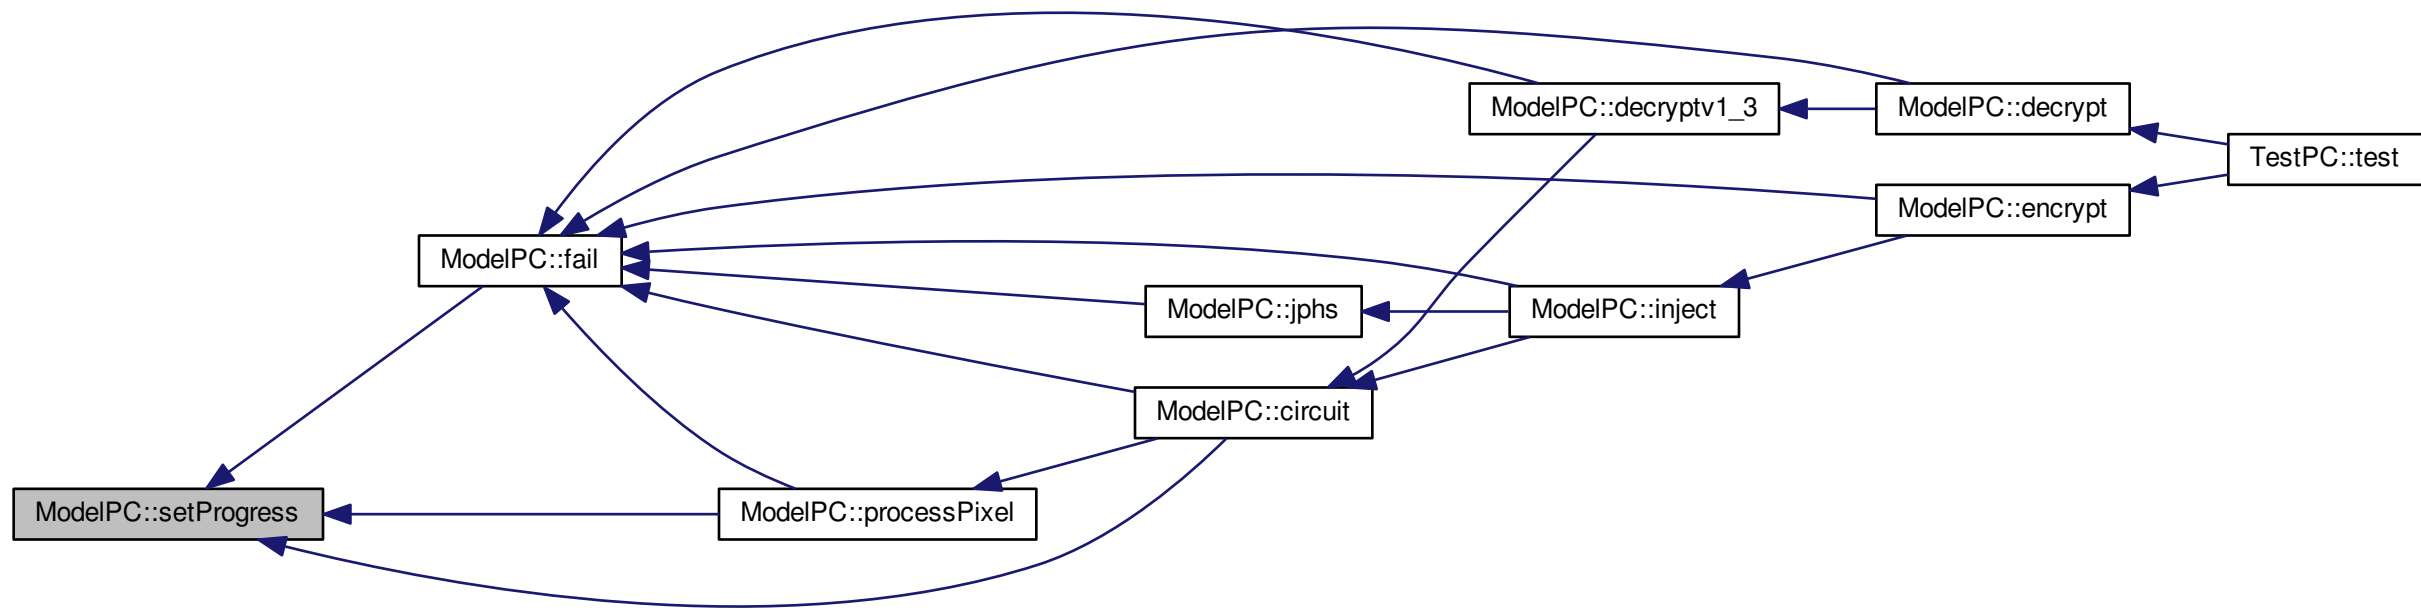 ModelPC::decryptv1_3
ModelPC::decrypt
TestPC::test
ModelPC::encrypt
ModelPC::fail
ModelPC::jphs
ModelPC::inject
ModelPC::circuit
ModelPC::setProgress
ModelPC::processPixel